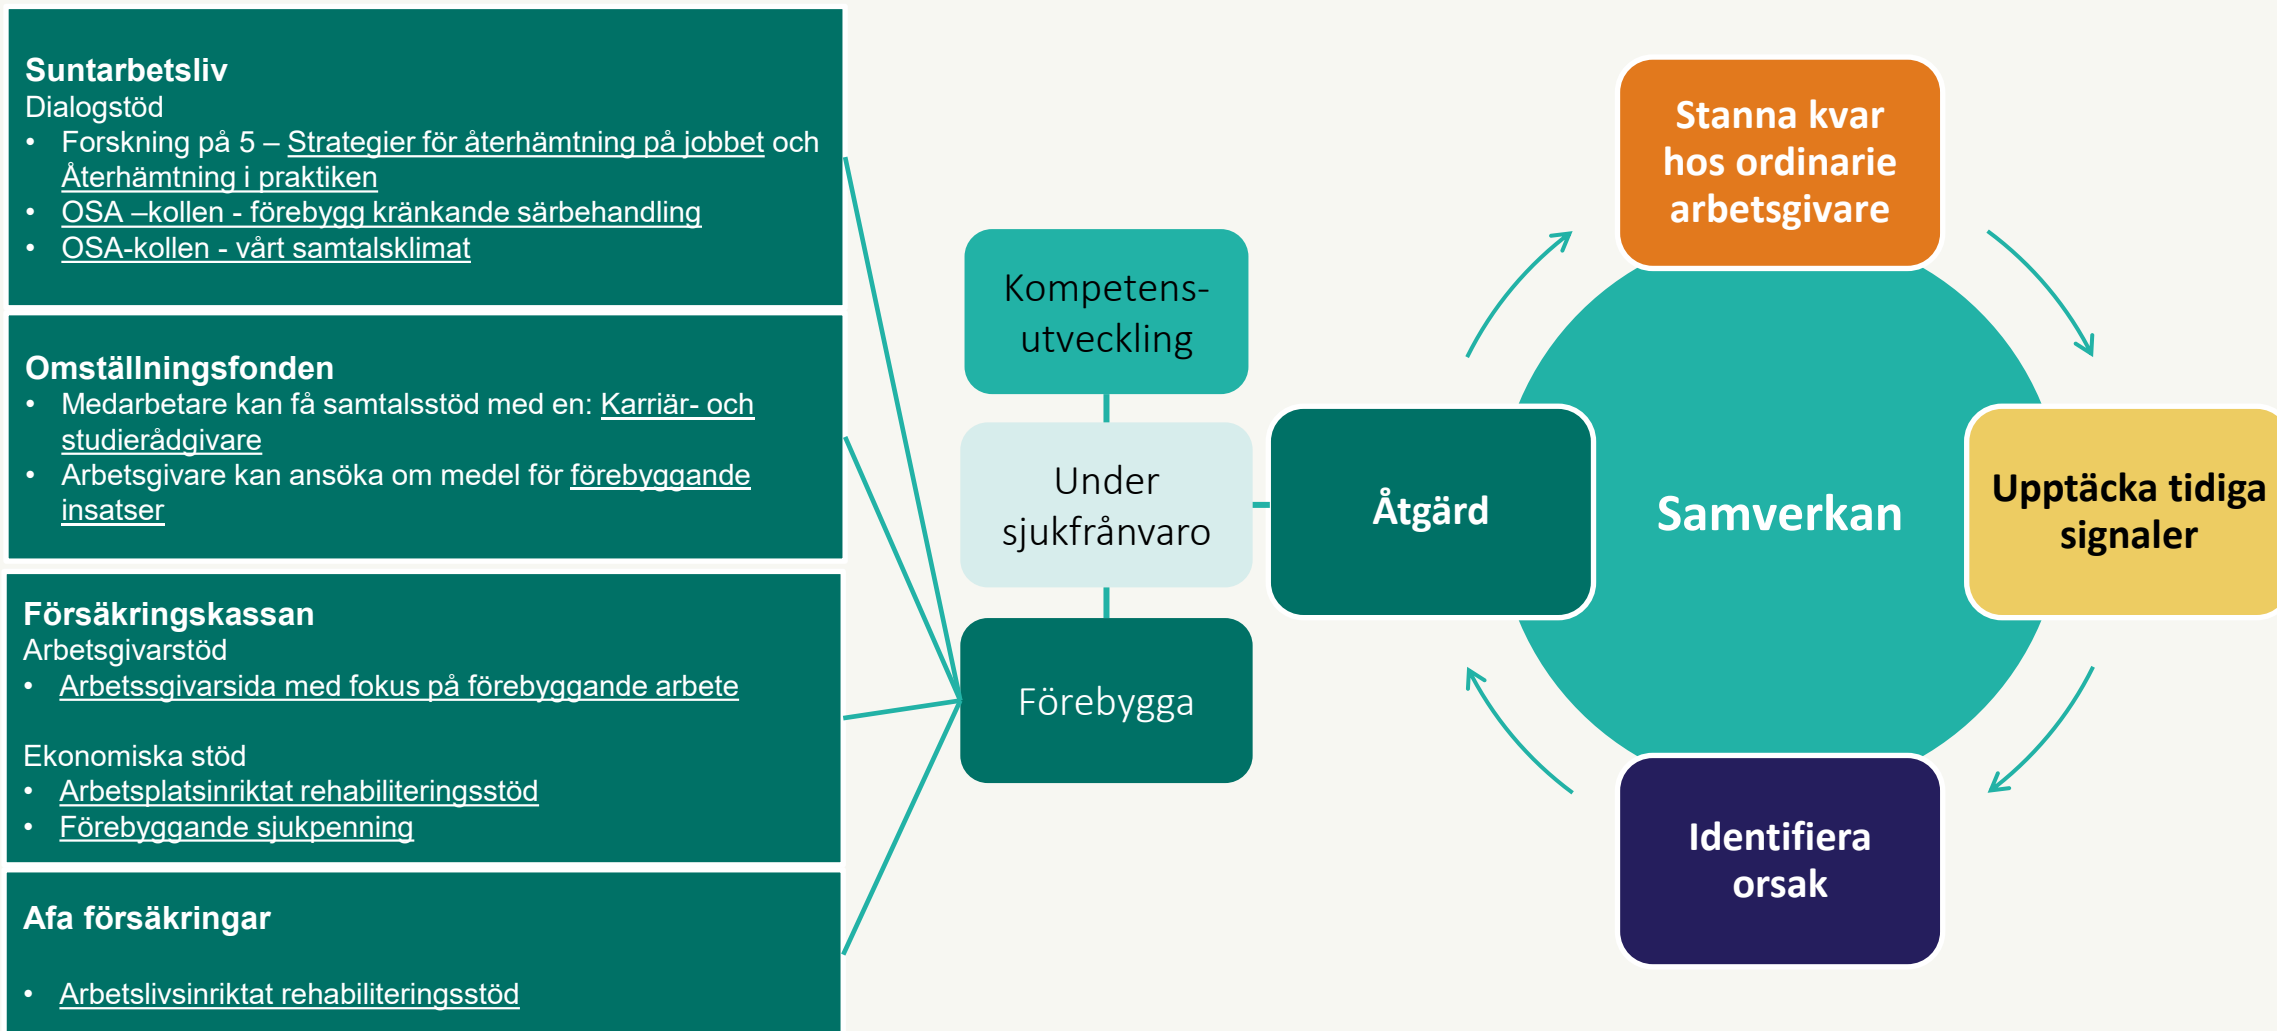 Suntarbetsliv
Dialogstöd
• Forskning på 5 – Strategier för återhämtning på jobbet och
Återhämtning i praktiken
• OSA –kollen - förebygg kränkande särbehandling
• OSA-kollen - vårt samtalsklimat
Omställningsfonden
• Medarbetare kan få samtalsstöd med en: Karriär- och
studierådgivare
• Arbetsgivare kan ansöka om medel för förebyggande
insatser
Försäkringskassan
Arbetsgivarstöd
• Arbetssgivarsida med fokus på förebyggande arbete
Ekonomiska stöd
• Arbetsplatsinriktat rehabiliteringsstöd
• Förebyggande sjukpenning
Afa försäkringar
• Arbetslivsinriktat rehabiliteringsstöd
Kompetens-
utveckling
Under
sjukfrånvaro
Förebygga
Åtgärd
Samverkan
Stanna kvar
hos ordinarie
arbetsgivare
Upptäcka tidiga
signaler
Identifiera
orsak